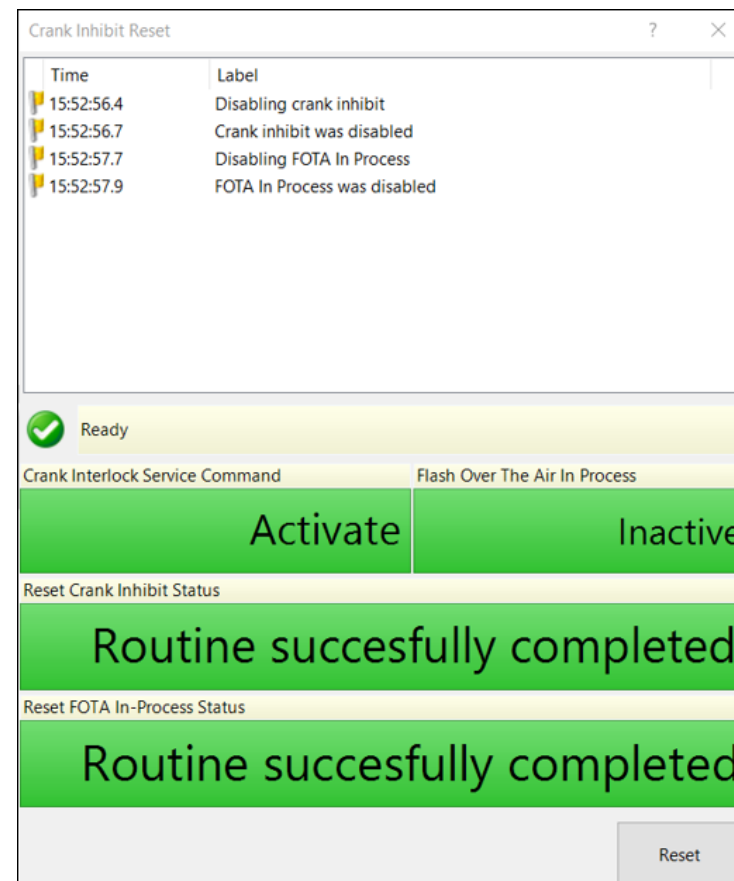 Crank Inhibit Reset ? ×
Time Label
15:52:56.4 Disabling crank inhibit
15:52:56.7 Crank inhibit was disabled
15:52:57.7 Disabling FOTA In Process
15:52:57.9 FOTA In Process was disabled
Ready
Crank Interlock Service Command Flash Over The Air In Process
Activate Inactive
Reset Crank Inhibit Status
Routine succesfully completed
Reset FOTA In-Process Status
Routine succesfully completed
Reset